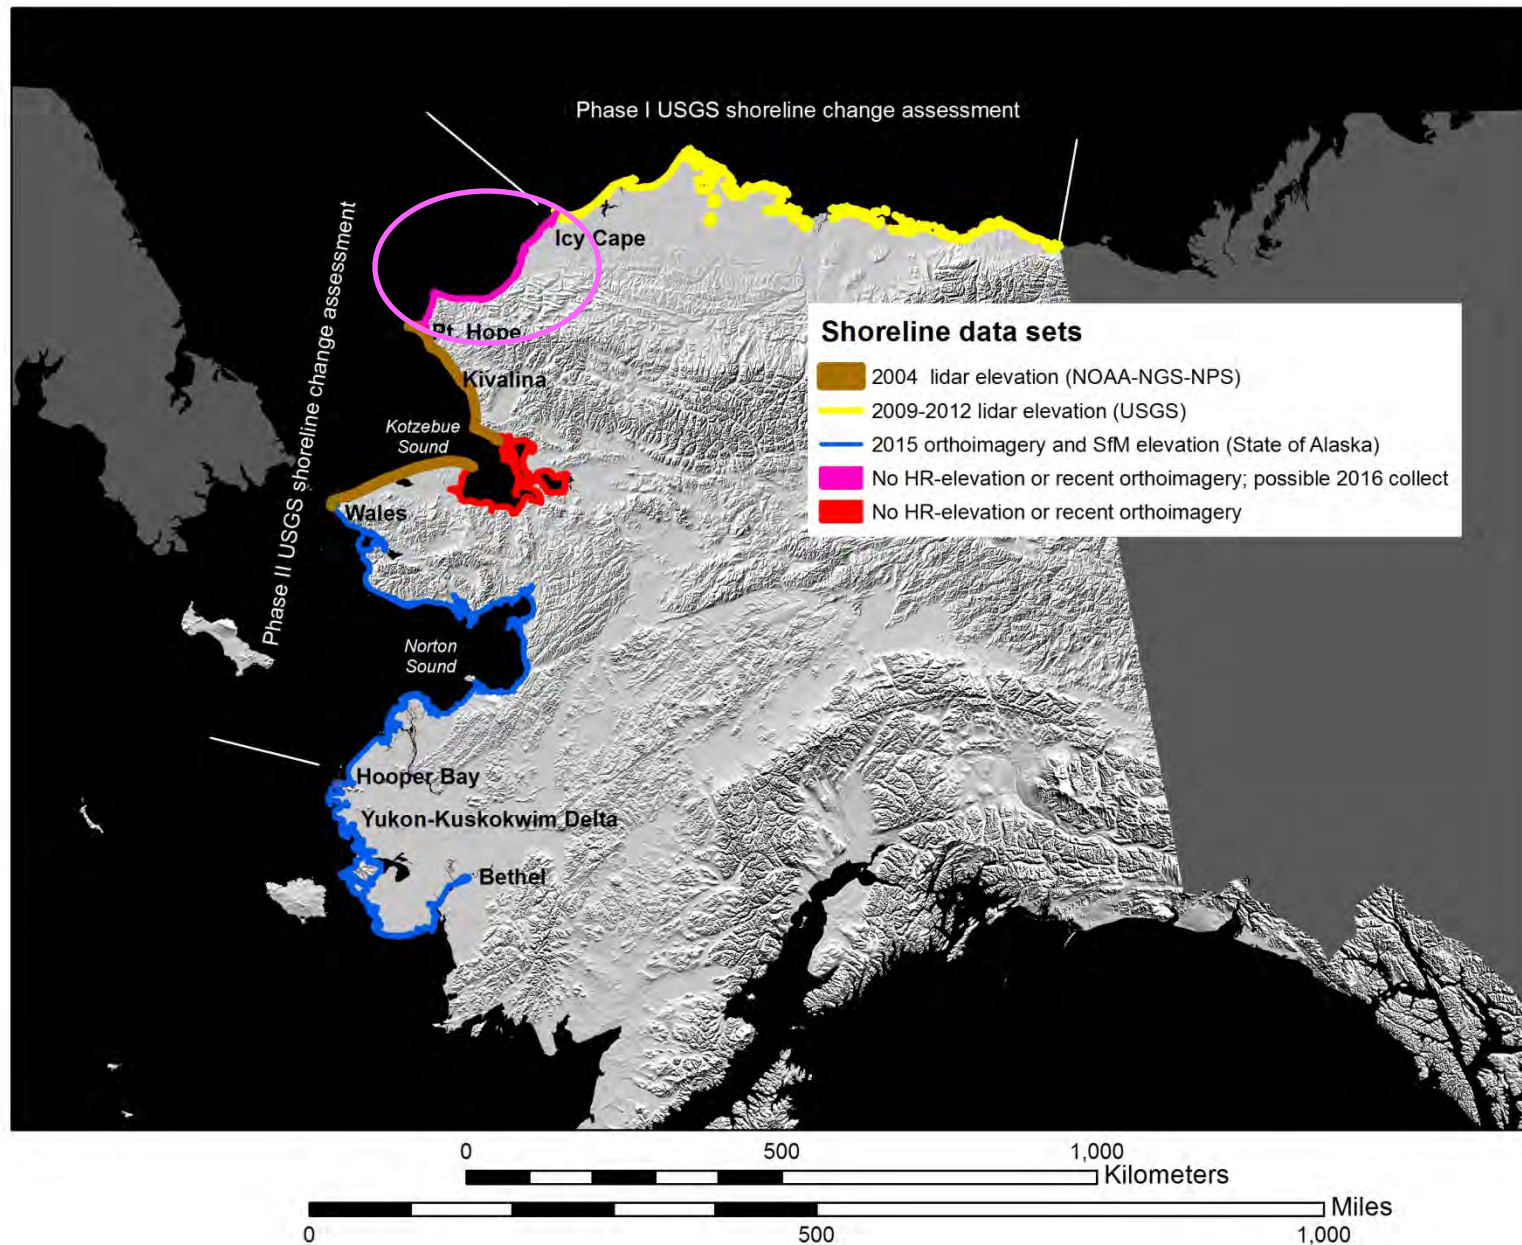 Phase I USGS shoreline change assessment
Phase II USGS shoreline change assessment
Icy Cape
Pt. Hope
Kivalina
Kotzebue
Sound
Wales
Norton
Sound
Hooper Bay
Yukon-Kuskokwim Delta
Bethel
Shoreline data sets
2004 lidar elevation (NOAA-NGS-NPS)
2009-2012 lidar elevation (USGS)
2015 orthoimagery and SfM elevation (State of Alaska)
No HR-elevation or recent orthoimagery; possible 2016 collect
No HR-elevation or recent orthoimagery
0 500 1,000
Kilometers
Miles
0 500 1,000